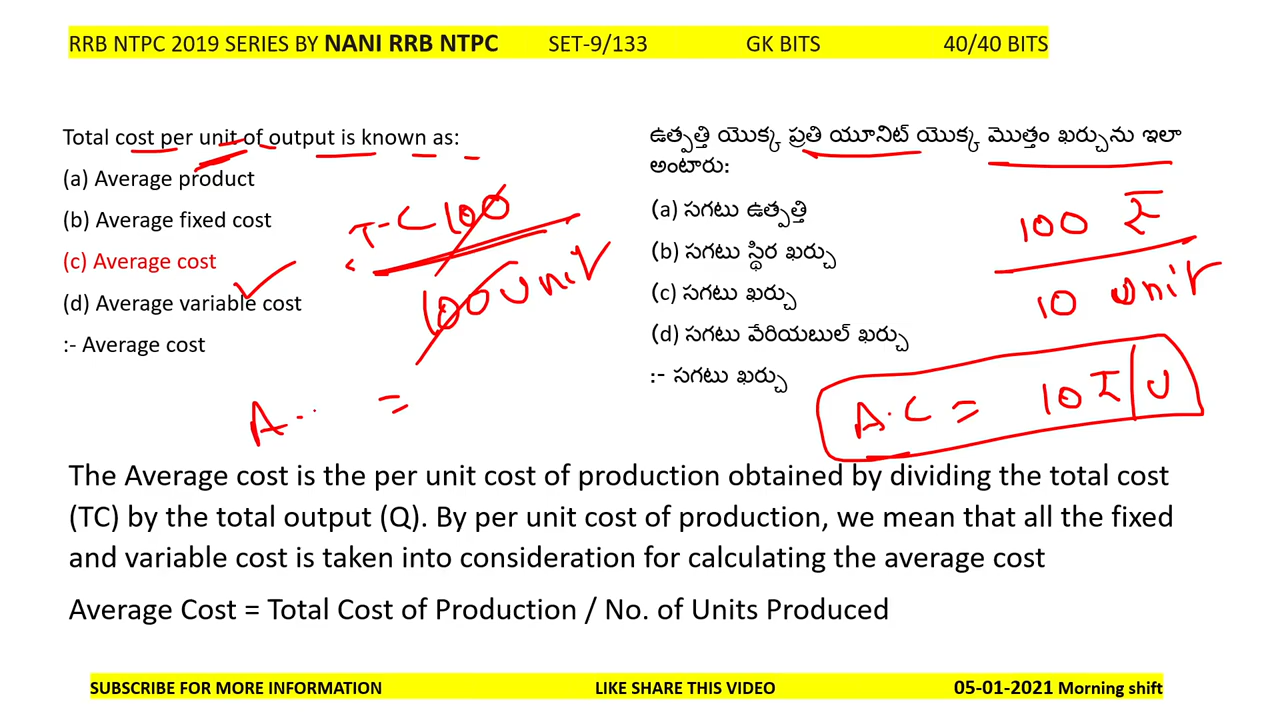 RRB NTPC 2019 SERIES BY NANI RRB NTPC SET-9/133 GK BITS 40/40 BITS
Total cost per unit of output is known as:
(a) Average product
(b) Average fixed cost
(c) Average cost
(d) Average variable cost
:- Average cost
T-C 100
100 Unit
A.. =
ఉత్పత్తి యొక్క ప్రతి యూనిట్ యొక్క మొత్తం ఖర్చును ఇలా
అంటారు:
(a) సగటు ఉత్పత్తి
(b) సగటు స్థిర ఖర్చు
(c) సగటు ఖర్చు
(d) సగటు వేరియబుల్ ఖర్చు
:- సగటు ఖర్చు
100 ₹
10 Unit
A.C = 10 ₹/U
The Average cost is the per unit cost of production obtained by dividing the total cost
(TC) by the total output (Q). By per unit cost of production, we mean that all the fixed
and variable cost is taken into consideration for calculating the average cost
Average Cost = Total Cost of Production / No. of Units Produced
SUBSCRIBE FOR MORE INFORMATION LIKE SHARE THIS VIDEO 05-01-2021 Morning shift